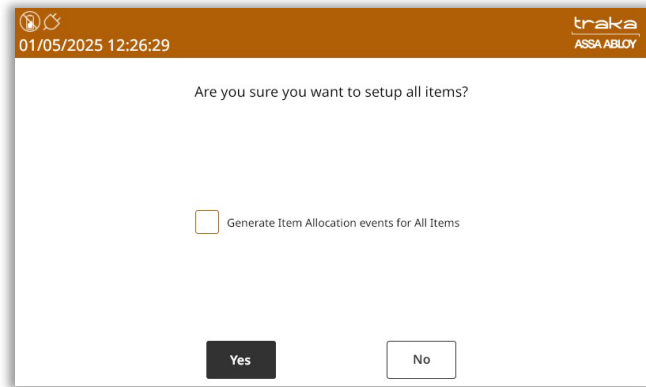 01/05/2025 12:26:29
traka
ASSA ABLOY
Are you sure you want to setup all items?
Generate Item Allocation events for All Items
Yes
No